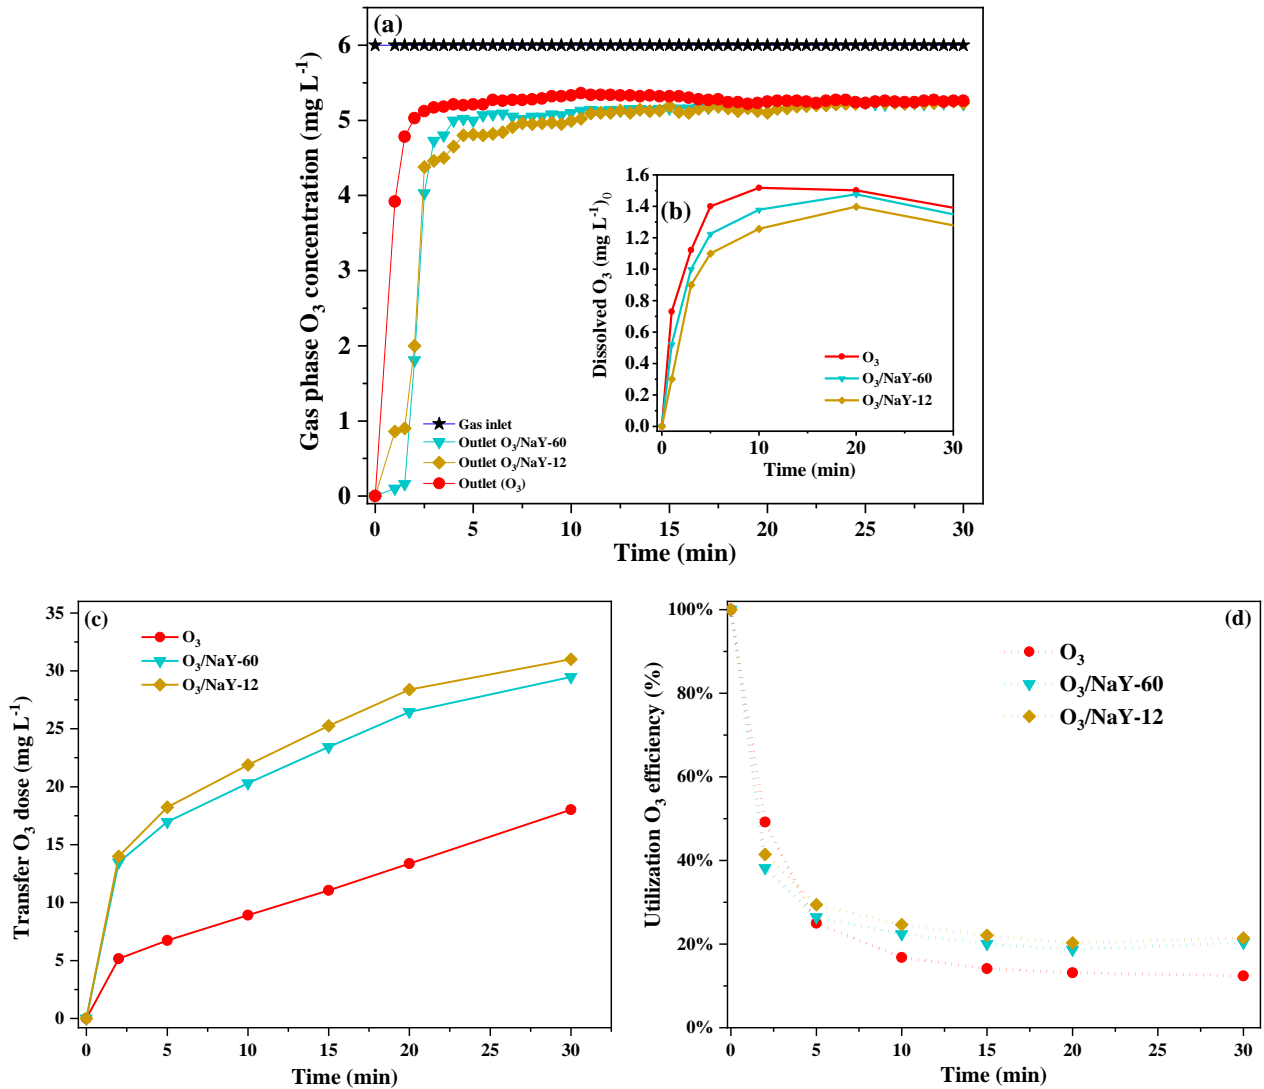 (a)
Gas phase O₃ concentration (mg L⁻¹)
6
5
4
3
2
1
0
Gas inlet
Outlet O₃/NaY-60
Outlet O₃/NaY-12
Outlet (O₃)
0 5 10 15 20 25 30
Time (min)
(b)
Dissolved O₃ (mg L⁻¹)₀
1.6
1.4
1.2
1.0
0.8
0.6
0.4
0.2
0.0
O₃
O₃/NaY-60
O₃/NaY-12
0 10 20 30
Time (min)
(c)
Transfer O₃ dose (mg L⁻¹)
35
30
25
20
15
10
5
0
O₃
O₃/NaY-60
O₃/NaY-12
0 5 10 15 20 25 30
Time (min)
(d)
Utilization O₃ efficiency (%)
100%
80%
60%
40%
20%
0%
O₃
O₃/NaY-60
O₃/NaY-12
0 5 10 15 20 25 30
Time (min)